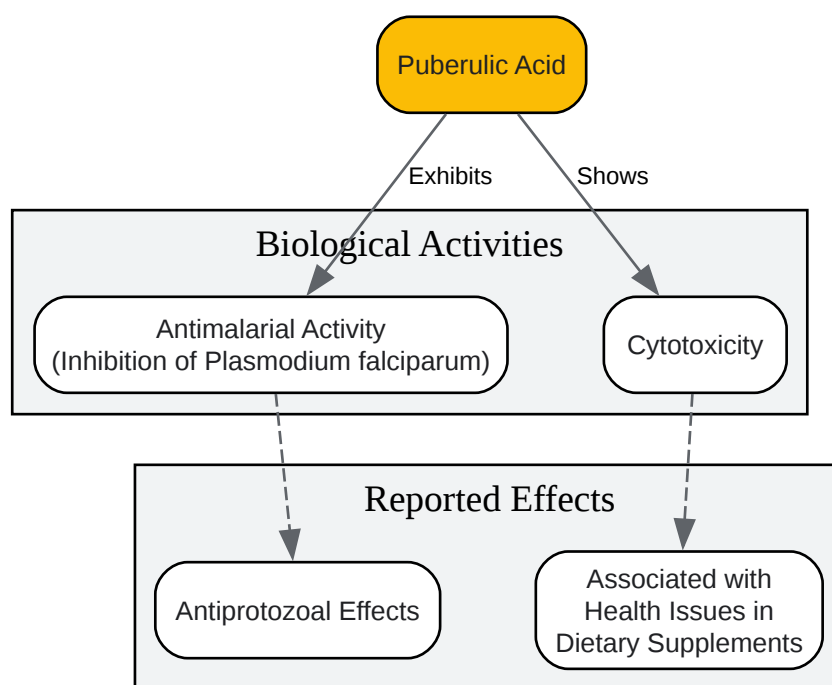 Puberulic Acid
Exhibits
Shows
Biological Activities
Antimalarial Activity
(Inhibition of Plasmodium falciparum)
Cytotoxicity
Reported Effects
Antiprotozoal Effects
Associated with
Health Issues in
Dietary Supplements